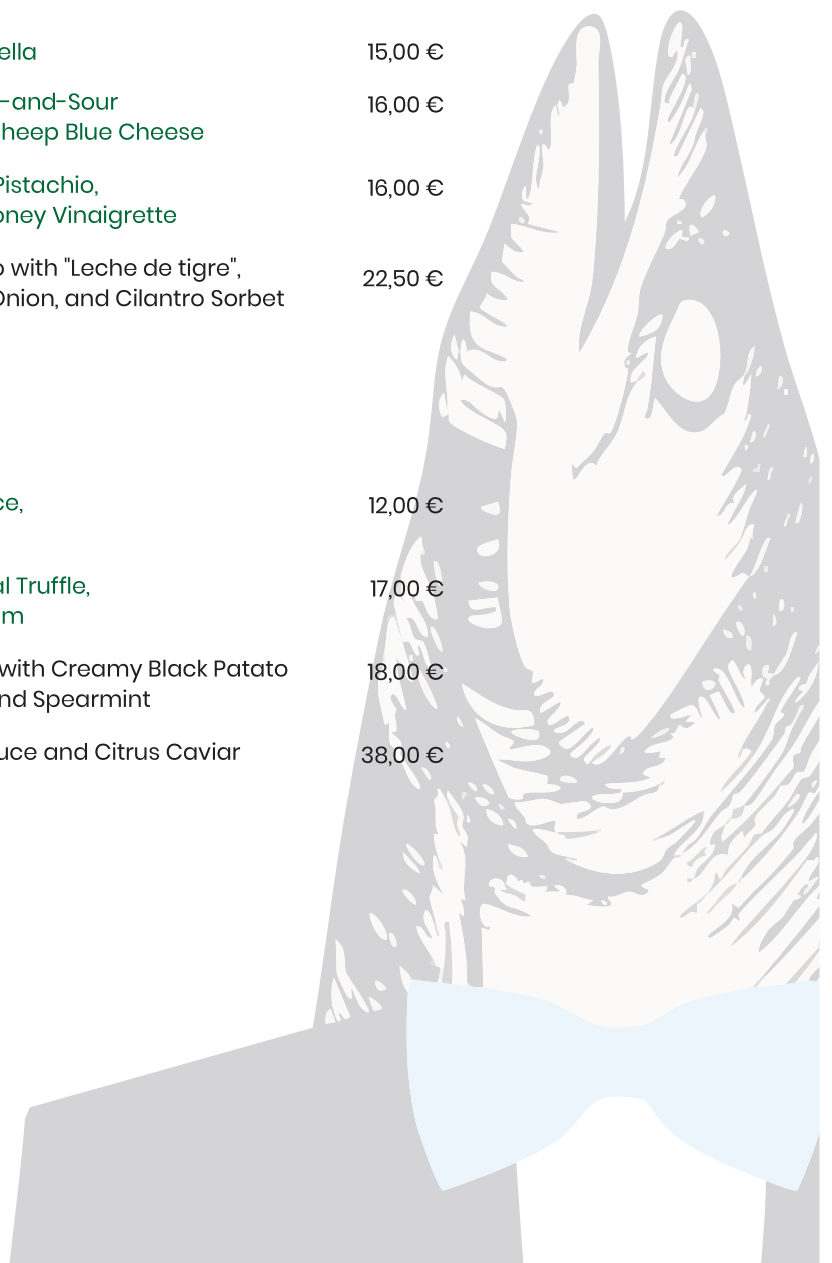 ella 15,00 €
-and-Sour 16,00 €
heep Blue Cheese
Pistachio, 16,00 €
oney Vinaigrette
o with "Leche de tigre", 22,50 €
Onion, and Cilantro Sorbet
ce, 12,00 €
al Truffle, 17,00 €
m
with Creamy Black Patato 18,00 €
nd Spearmint
uce and Citrus Caviar 38,00 €